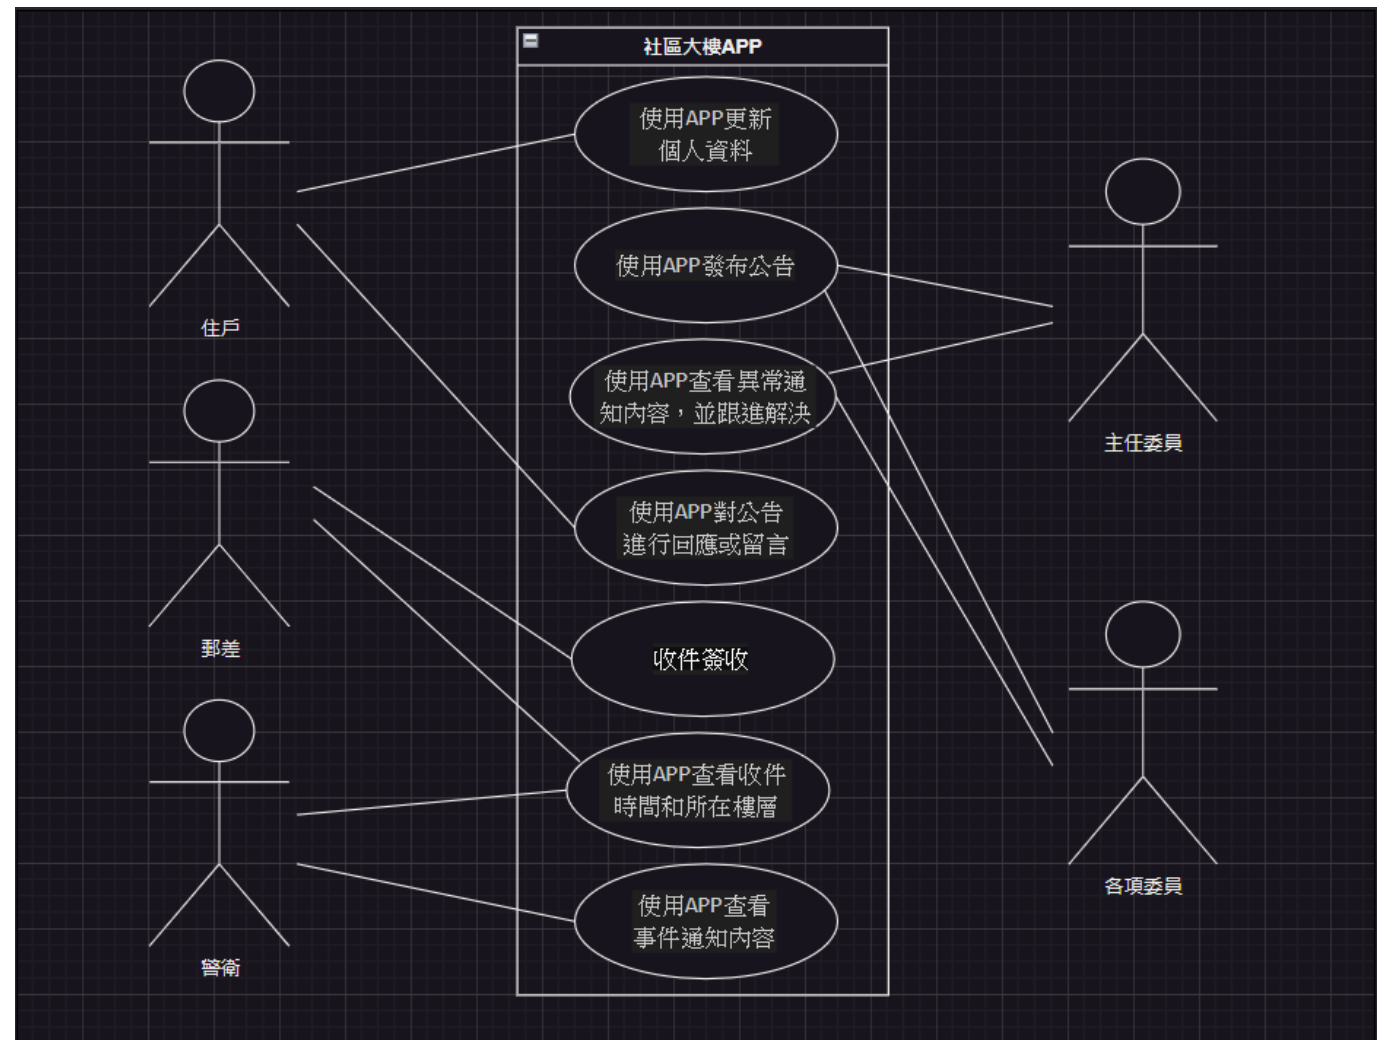 社區大樓APP
使用APP更新
個人資料
使用APP發布公告
使用APP查看異常通
知內容，並跟進解決
使用APP對公告
進行回應或留言
收件簽收
使用APP查看收件
時間和所在樓層
使用APP查看
事件通知內容
住戶
郵差
警衛
主任委員
各項委員